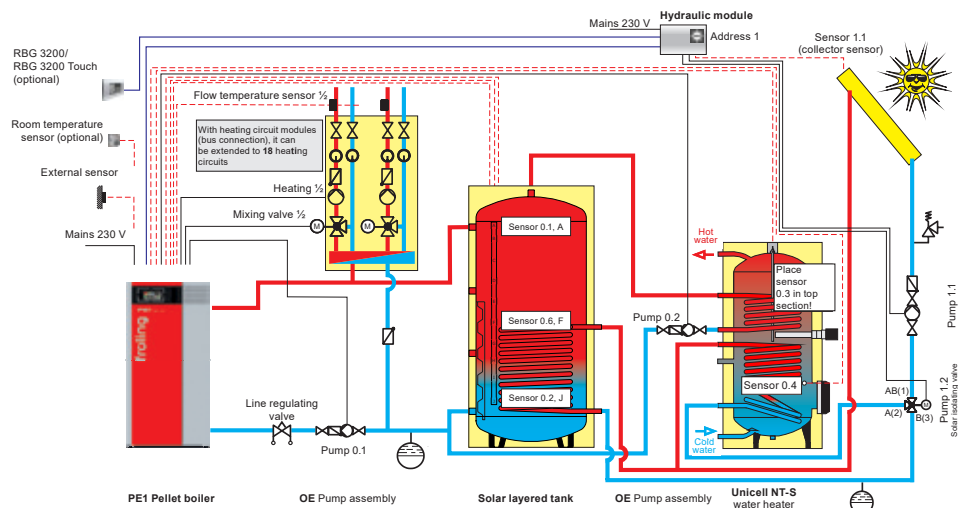 Hydraulic module
Mains 230 V
Address 1
Sensor 1.1
(collector sensor)
RBG 3200/
RBG 3200 Touch
(optional)
Room temperature
sensor (optional)
External sensor
Mains 230 V
Flow temperature sensor ½
With heating circuit modules
(bus connection), it can
be extended to 18 heating
circuits
Heating ½
Mixing valve ½
M
M
Sensor 0.1, A
Sensor 0.6, F
Sensor 0.2, J
Hot
water
Place
sensor
0.3 in top
section!
Pump 0.2
Sensor 0.4
Cold
water
Pump 1.1
AB(1)
A(2)
B(3)
M
Pump 1.2
Solar isolating valve
froling
Line regulating
valve
Pump 0.1
PE1 Pellet boiler
OE Pump assembly
Solar layered tank
OE Pump assembly
Unicell NT-S
water heater